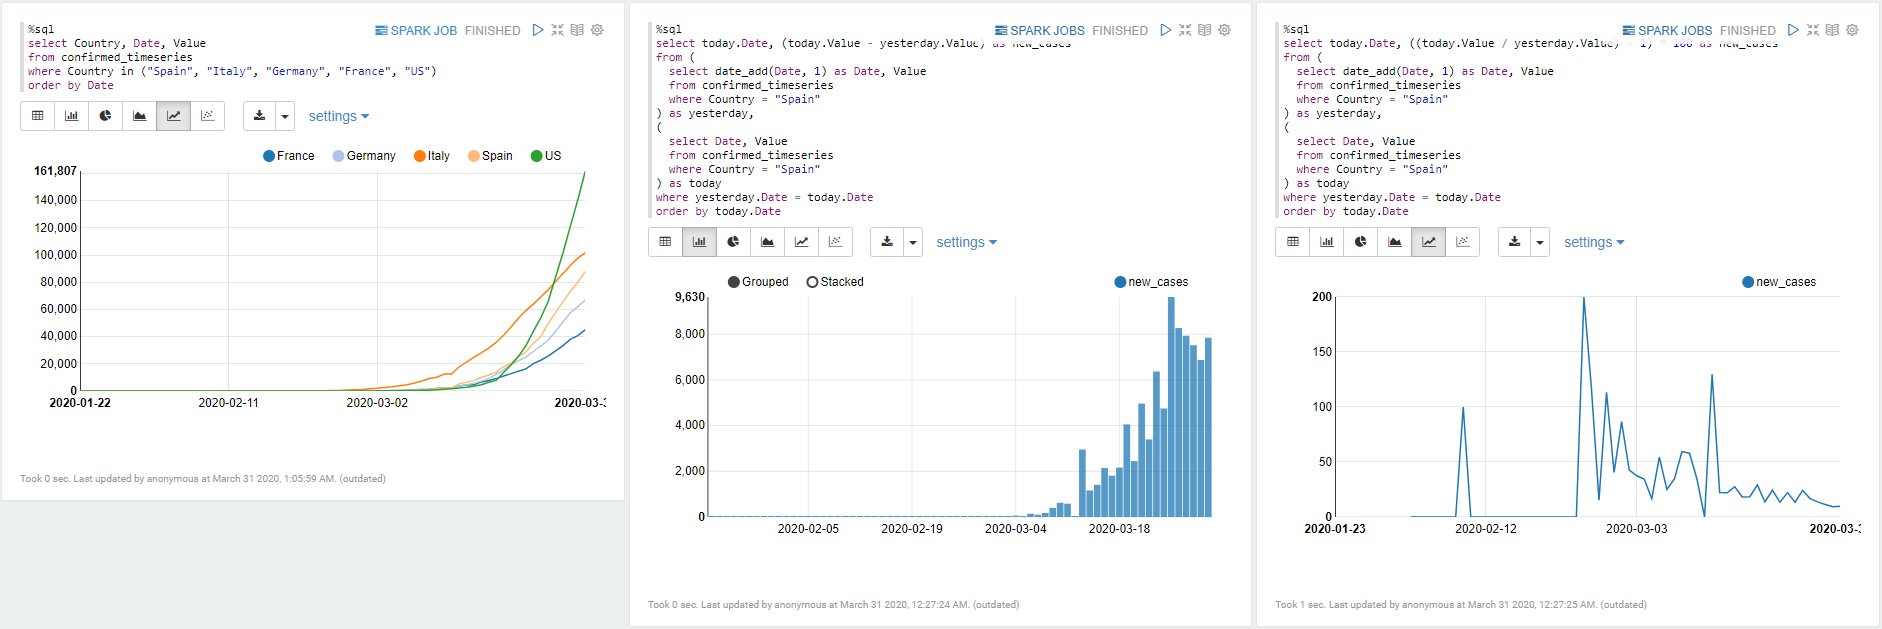 %sql
SPARK JOB FINISHED
select Country, Date, Value
from confirmed_timeseries
where Country in ("Spain", "Italy", "Germany", "France", "US")
order by Date
settings
France Germany Italy Spain US
161,807
140,000
120,000
100,000
80,000
60,000
40,000
20,000
0
2020-01-22 2020-02-11 2020-03-02 2020-03-
Took 0 sec. Last updated by anonymous at March 31 2020, 1:05:59 AM. (outdated)
%sql
SPARK JOBS FINISHED
select today.Date, (today.Value - yesterday.Value) as new_cases
from (
select date_add(Date, 1) as Date, Value
from confirmed_timeseries
where Country = "Spain"
) as yesterday,
(
select Date, Value
from confirmed_timeseries
where Country = "Spain"
) as today
where yesterday.Date = today.Date
order by today.Date
settings
Grouped Stacked new_cases
9,630
8,000
6,000
4,000
2,000
0
2020-02-05 2020-02-19 2020-03-04 2020-03-18
Took 0 sec. Last updated by anonymous at March 31 2020, 12:27:24 AM. (outdated)
%sql
SPARK JOBS FINISHED
select today.Date, ((today.Value / yesterday.Value) - 1) * 100 as new_cases
from (
select date_add(Date, 1) as Date, Value
from confirmed_timeseries
where Country = "Spain"
) as yesterday,
(
select Date, Value
from confirmed_timeseries
where Country = "Spain"
) as today
where yesterday.Date = today.Date
order by today.Date
settings
new_cases
200
150
100
50
0
2020-01-23 2020-02-12 2020-03-03 2020-03-
Took 1 sec. Last updated by anonymous at March 31 2020, 12:27:25 AM. (outdated)